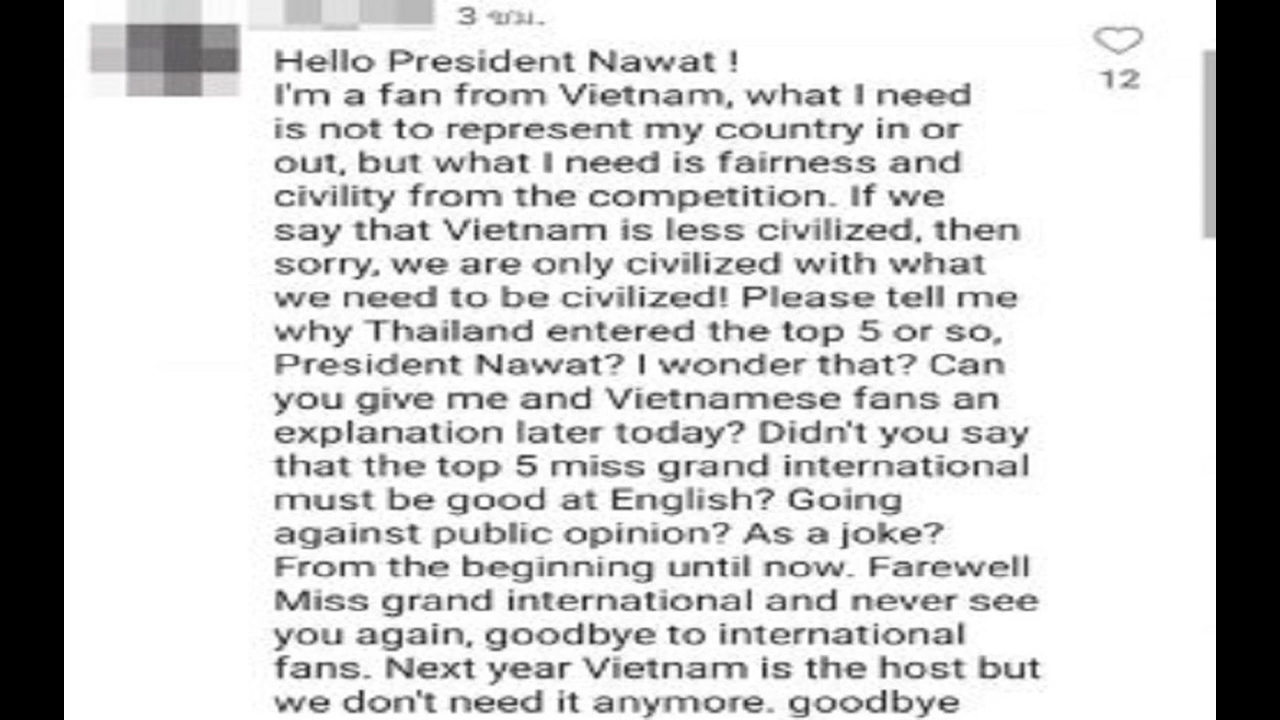 3 ชม.
Hello President Nawat !
12
I'm a fan from Vietnam, what I need
is not to represent my country in or
out, but what I need is fairness and
civility from the competition. If we
say that Vietnam is less civilized, then
sorry, we are only civilized with what
we need to be civilized! Please tell me
why Thailand entered the top 5 or so,
President Nawat? I wonder that? Can
you give me and Vietnamese fans an
explanation later today? Didn't you say
that the top 5 miss grand international
must be good at English? Going
against public opinion? As a joke?
From the beginning until now. Farewell
Miss grand international and never see
you again, goodbye to international
fans. Next year Vietnam is the host but
we don't need it anymore. goodbye